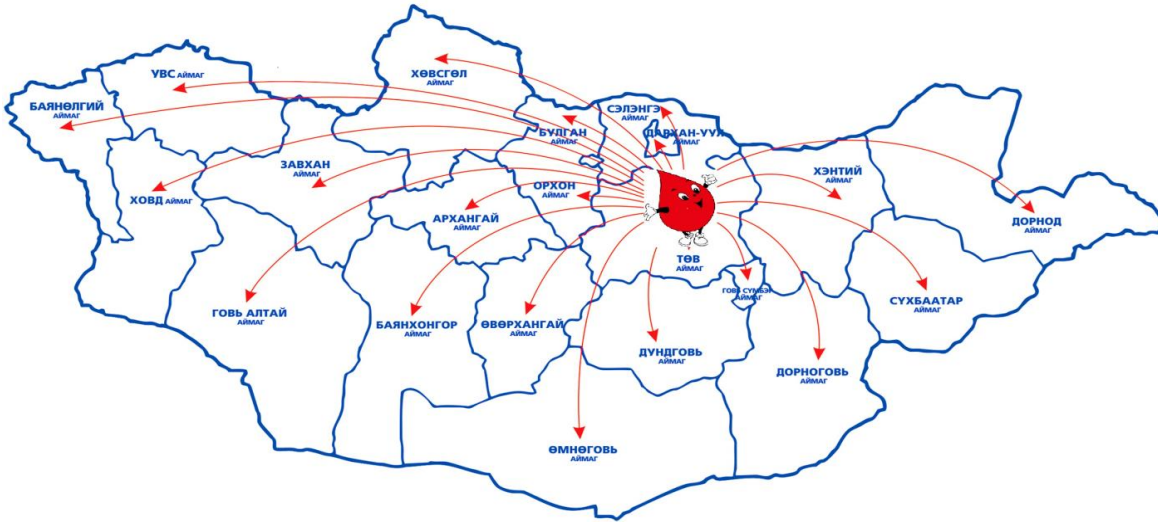 УВС АЙМАГ
ХӨВСГӨЛ
АЙМАГ
БАЯНӨЛГИЙ
АЙМАГ
СЭЛЭНГЭ
АЙМАГ
БУЛГАН
АЙМАГ
ДАРХАН-УУЛ
АЙМАГ
ЗАВХАН
АЙМАГ
ХЭНТИЙ
АЙМАГ
ХОВД АЙМАГ
ОРХОН
АЙМАГ
АРХАНГАЙ
АЙМАГ
ДОРНОД
АЙМАГ
ТӨВ
АЙМАГ
ГОВЬ СҮМБЭР
АЙМАГ
СҮХБААТАР
АЙМАГ
ГОВЬ АЛТАЙ
АЙМАГ
БАЯНХОНГОР
АЙМАГ
ӨВӨРХАНГАЙ
АЙМАГ
ДУНДГОВЬ
АЙМАГ
ДОРНОГОВЬ
АЙМАГ
ӨМНӨГОВЬ
АЙМАГ